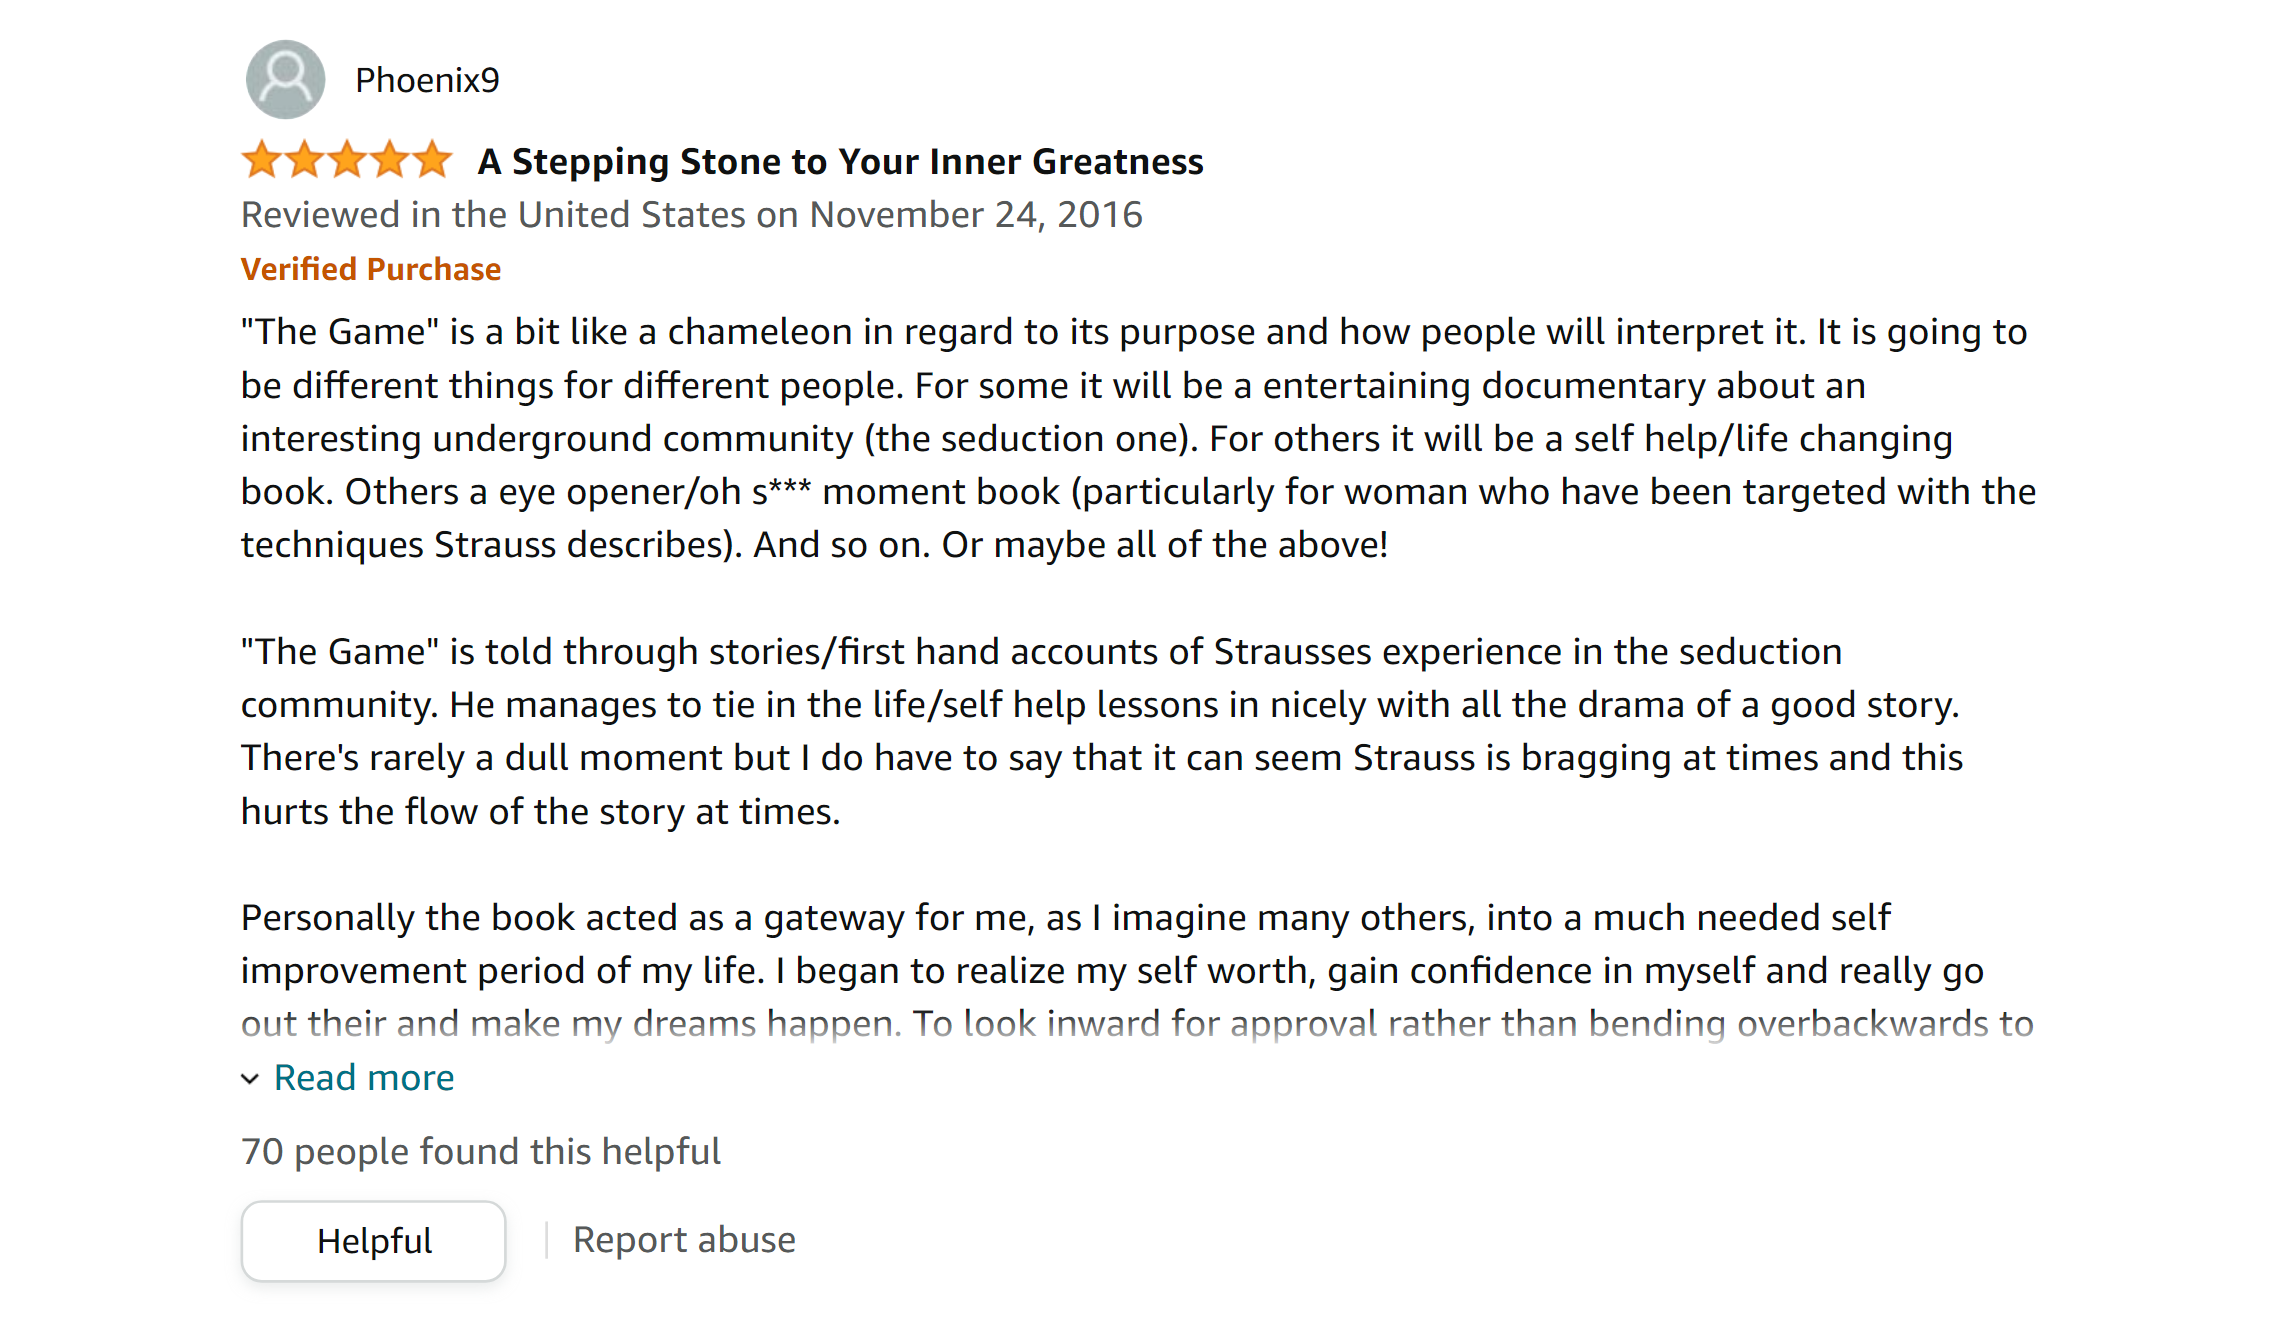 Phoenix9
A Stepping Stone to Your Inner Greatness
Reviewed in the United States on November 24, 2016
Verified Purchase
"The Game" is a bit like a chameleon in regard to its purpose and how people will interpret it. It is going to
be different things for different people. For some it will be a entertaining documentary about an
interesting underground community (the seduction one). For others it will be a self help/life changing
book. Others a eye opener/oh s*** moment book (particularly for woman who have been targeted with the
techniques Strauss describes). And so on. Or maybe all of the above!
"The Game" is told through stories/first hand accounts of Strausses experience in the seduction
community. He manages to tie in the life/self help lessons in nicely with all the drama of a good story.
There's rarely a dull moment but I do have to say that it can seem Strauss is bragging at times and this
hurts the flow of the story at times.
Personally the book acted as a gateway for me, as I imagine many others, into a much needed self
improvement period of my life. I began to realize my self worth, gain confidence in myself and really go
out their and make my dreams happen. To look inward for approval rather than bending overbackwards to
Read more
70 people found this helpful
Helpful
Report abuse